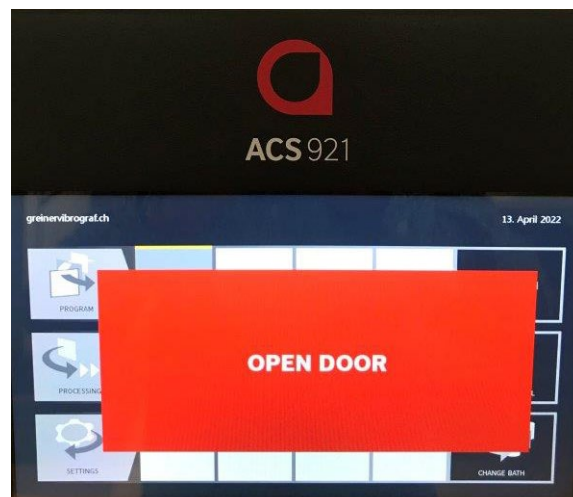 ACS 921
greinervibrograf.ch
13. April 2022
PROGRAM
OPEN DOOR
PROCESSING
SETTINGS
CHANGE BATH